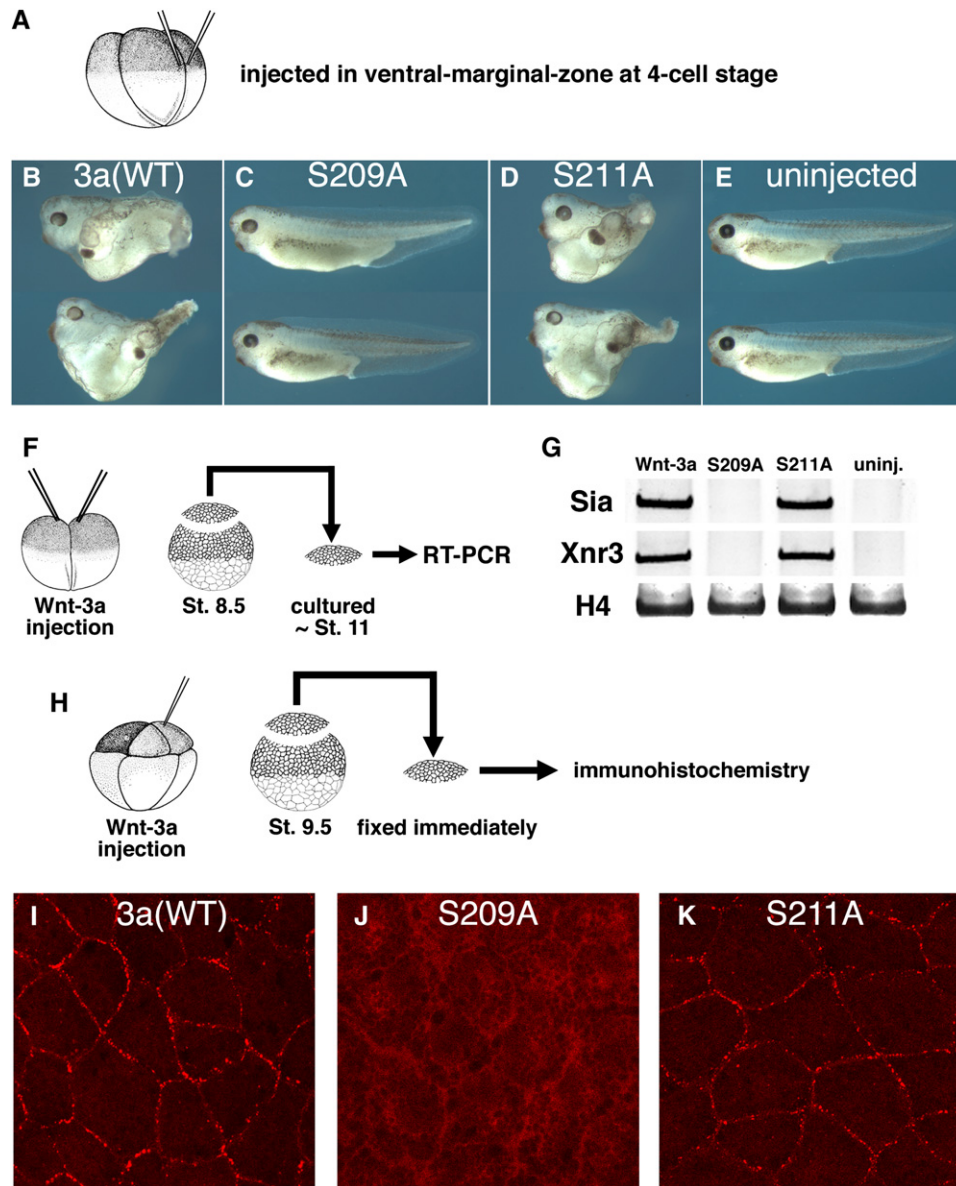 A
injected in ventral-marginal-zone at 4-cell stage
B 3a(WT)
C S209A
D S211A
E uninjected
F
Wnt-3a
injection
St. 8.5
cultured
~ St. 11
RT-PCR
G
Wnt-3a S209A S211A uninj.
Sia
Xnr3
H4
H
Wnt-3a
injection
St. 9.5
fixed immediately
immunohistochemistry
I 3a(WT)
J S209A
K S211A